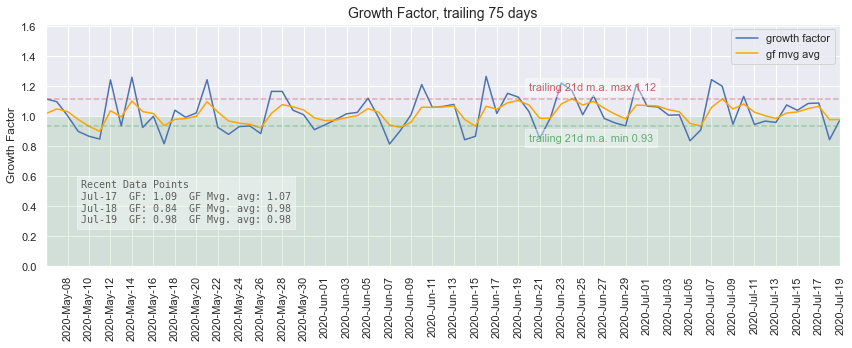 Growth Factor, trailing 75 days
Growth Factor
1.6
1.4
1.2
1.0
0.8
0.6
0.4
0.2
0.0
growth factor
gf mvg avg
trailing 21d m.a. max 1.12
trailing 21d m.a. min 0.93
Recent Data Points
Jul-17  GF: 1.09  GF Mvg. avg: 1.07
Jul-18  GF: 0.84  GF Mvg. avg: 0.98
Jul-19  GF: 0.98  GF Mvg. avg: 0.98
2020-May-08
2020-May-10
2020-May-12
2020-May-14
2020-May-16
2020-May-18
2020-May-20
2020-May-22
2020-May-24
2020-May-26
2020-May-28
2020-May-30
2020-Jun-01
2020-Jun-03
2020-Jun-05
2020-Jun-07
2020-Jun-09
2020-Jun-11
2020-Jun-13
2020-Jun-15
2020-Jun-17
2020-Jun-19
2020-Jun-21
2020-Jun-23
2020-Jun-25
2020-Jun-27
2020-Jun-29
2020-Jul-01
2020-Jul-03
2020-Jul-05
2020-Jul-07
2020-Jul-09
2020-Jul-11
2020-Jul-13
2020-Jul-15
2020-Jul-17
2020-Jul-19